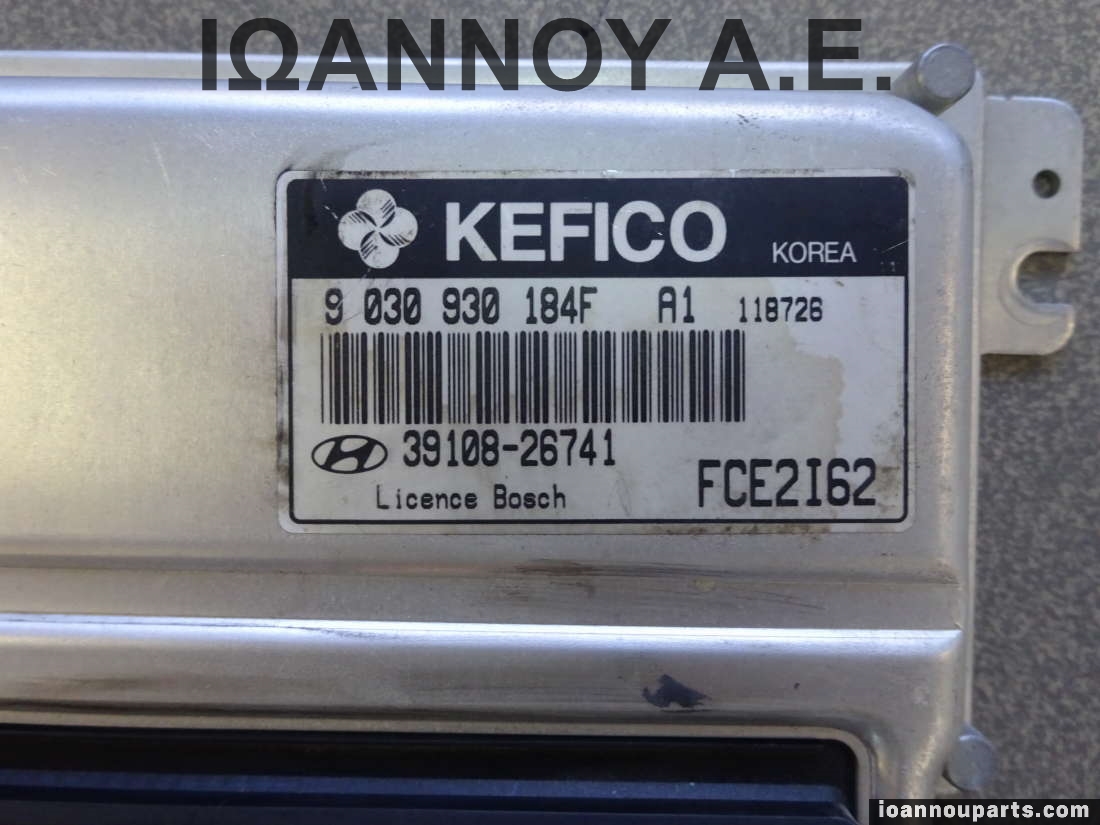 ΙΩΑΝΝΟΥ Α.Ε.
KEFICO KOREA
9 030 930 184F A1 118726
39108-26741
Licence Bosch FCE2I62
ioannouparts.com